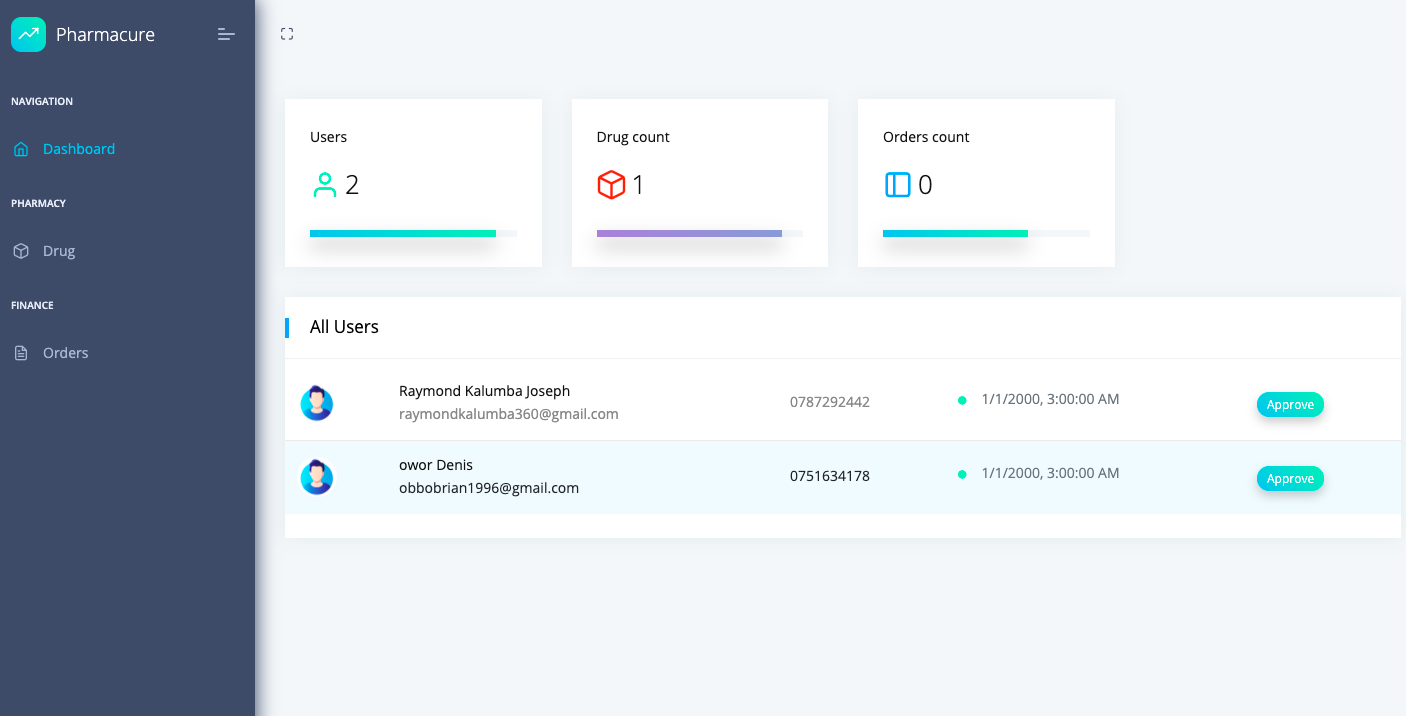 Pharmacure
NAVIGATION
Dashboard
PHARMACY
Drug
FINANCE
Orders
Users
2
Drug count
1
Orders count
0
All Users
Raymond Kalumba Joseph
raymondkalumba360@gmail.com
0787292442
1/1/2000, 3:00:00 AM
Approve
owor Denis
obbobrian1996@gmail.com
0751634178
1/1/2000, 3:00:00 AM
Approve